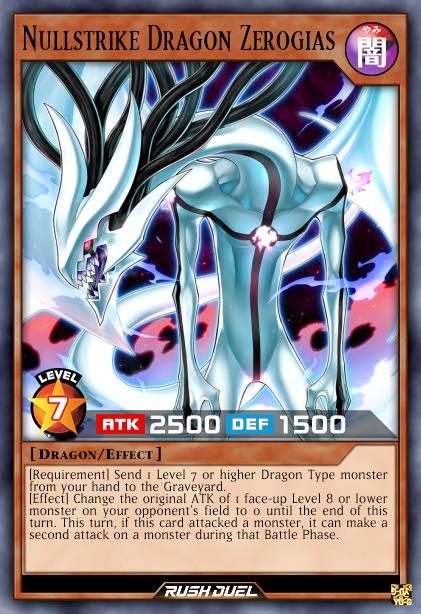 Nullstrike Dragon Zerogias
やみ
闇
LEVEL
7
ATK 2500 DEF 1500
[Dragon/Effect]
[Requirement] Send 1 Level 7 or higher Dragon Type monster
from your hand to the Graveyard.
[Effect] Change the original ATK of 1 face-up Level 8 or lower
monster on your opponent's field to 0 until the end of this
turn. This turn, if this card attacked a monster, it can make a
second attack on a monster during that Battle Phase.
RUSH DUEL